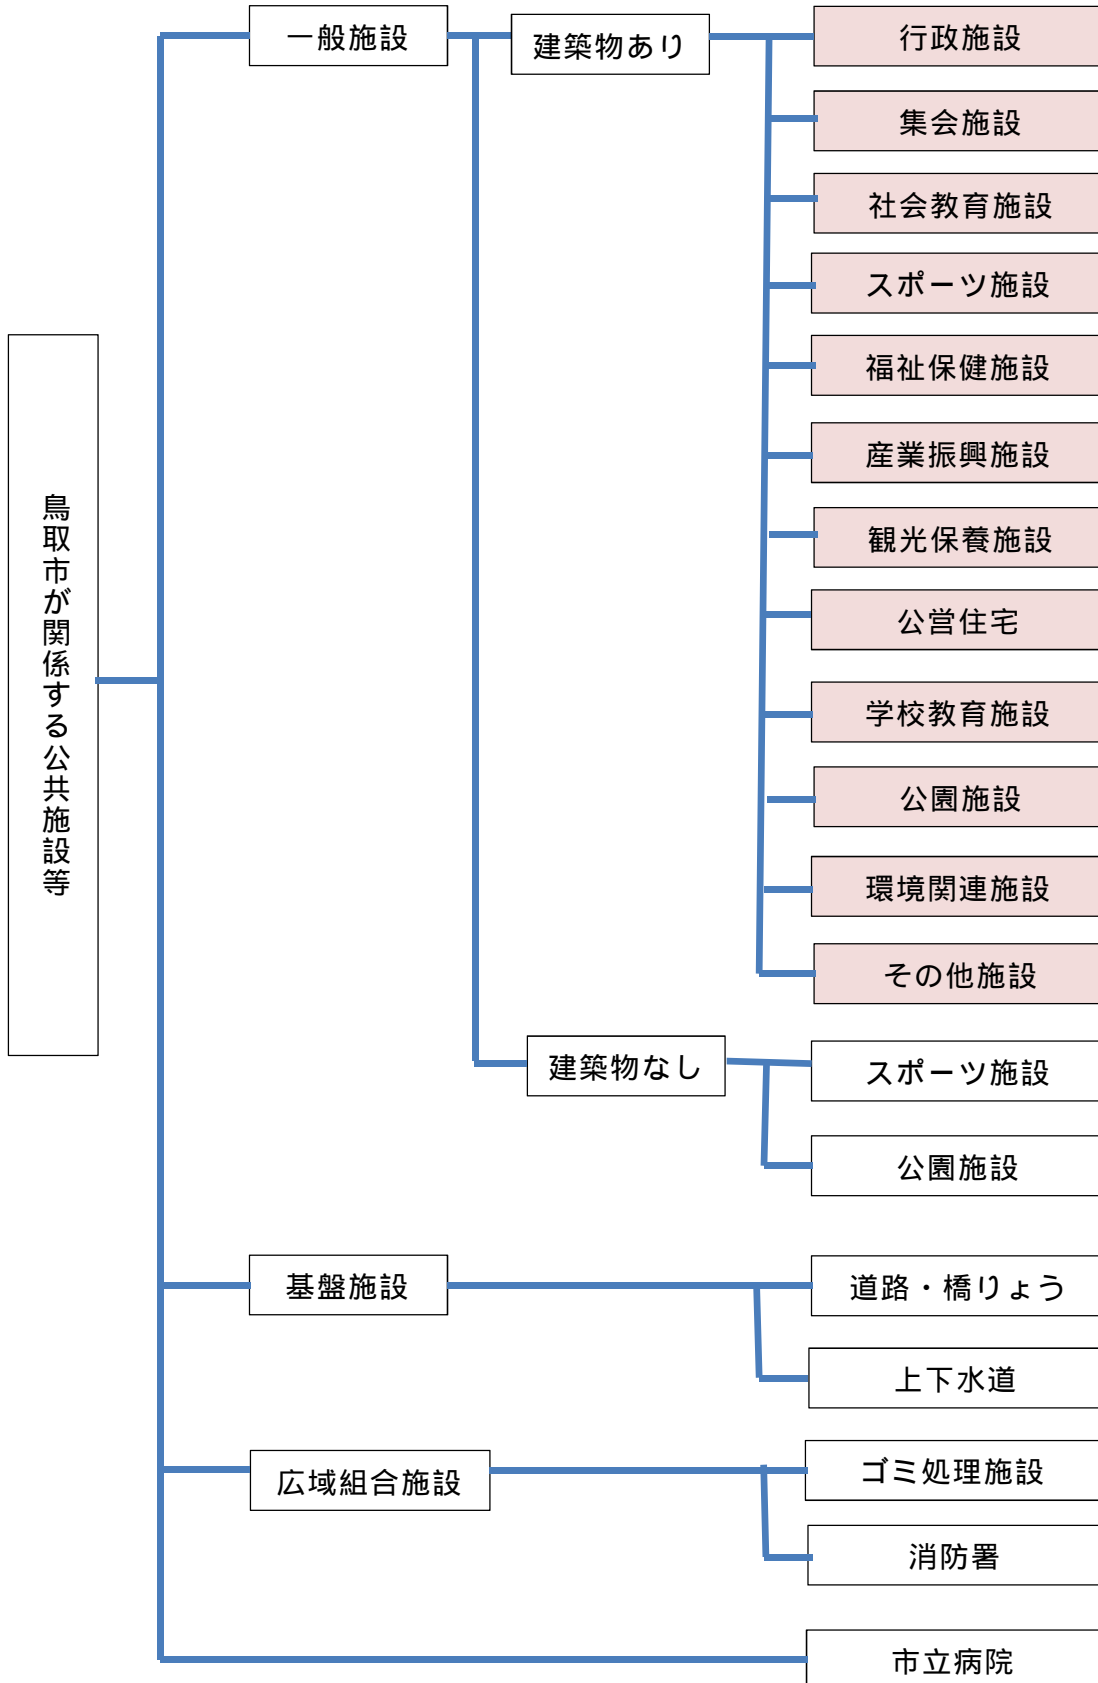 鳥取市が関係する公共施設等
一般施設
建築物あり
行政施設
集会施設
社会教育施設
スポーツ施設
福祉保健施設
産業振興施設
観光保養施設
公営住宅
学校教育施設
公園施設
環境関連施設
その他施設
建築物なし
スポーツ施設
公園施設
基盤施設
道路・橋りょう
上下水道
広域組合施設
ゴミ処理施設
消防署
市立病院